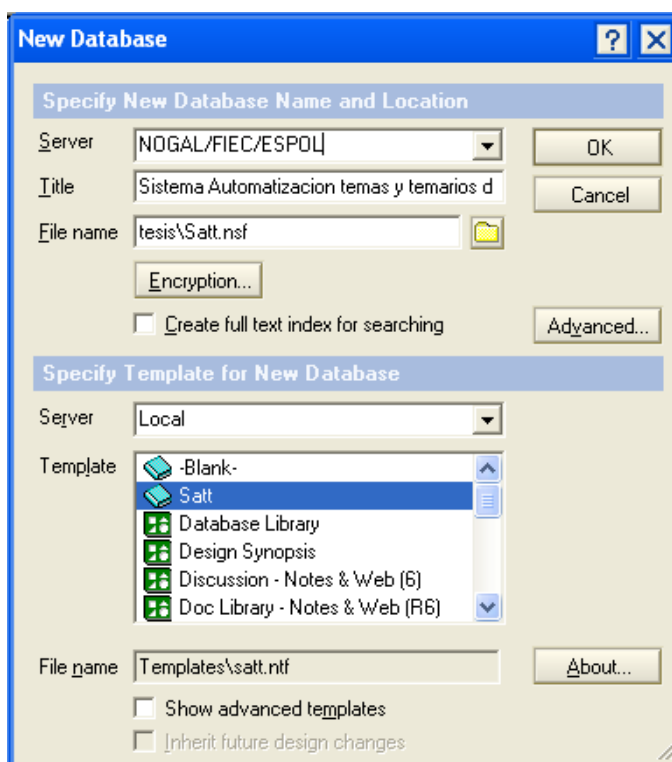 New Database
Specify New Database Name and Location
Server NOGAL/FIEC/ESPOL OK
Title Sistema Automatizacion temas y temarios d Cancel
File name tesis\Satt.nsf
Encryption...
Create full text index for searching Advanced...
Specify Template for New Database
Server Local
Template -Blank-
Satt
Database Library
Design Synopsis
Discussion - Notes & Web (6)
Doc Library - Notes & Web (R6)
File name Templates\satt.ntf About...
Show advanced templates
Inherit future design changes